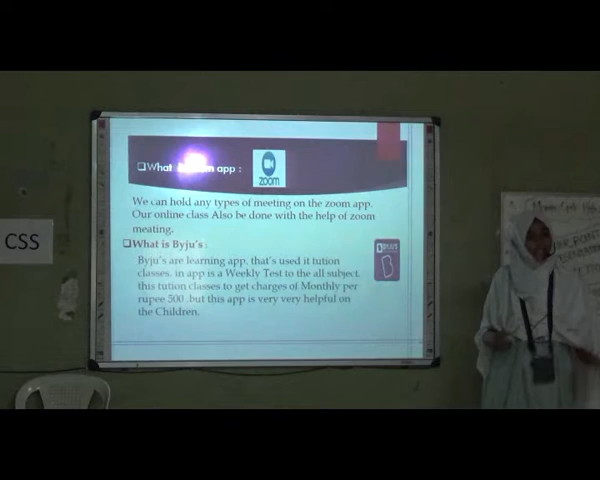 ❑What app :
zoom
We can hold any types of meeting on the zoom app.
Our online class Also be done with the help of zoom
meating.
❑What is Byju's :
Byju's are learning app. that's used it tution
classes. in app is a Weekly Test to the all subject.
this tution classes to get charges of Monthly per
rupee 500 .but this app is very very helpful on
the Children.
BYJU'S
CSS